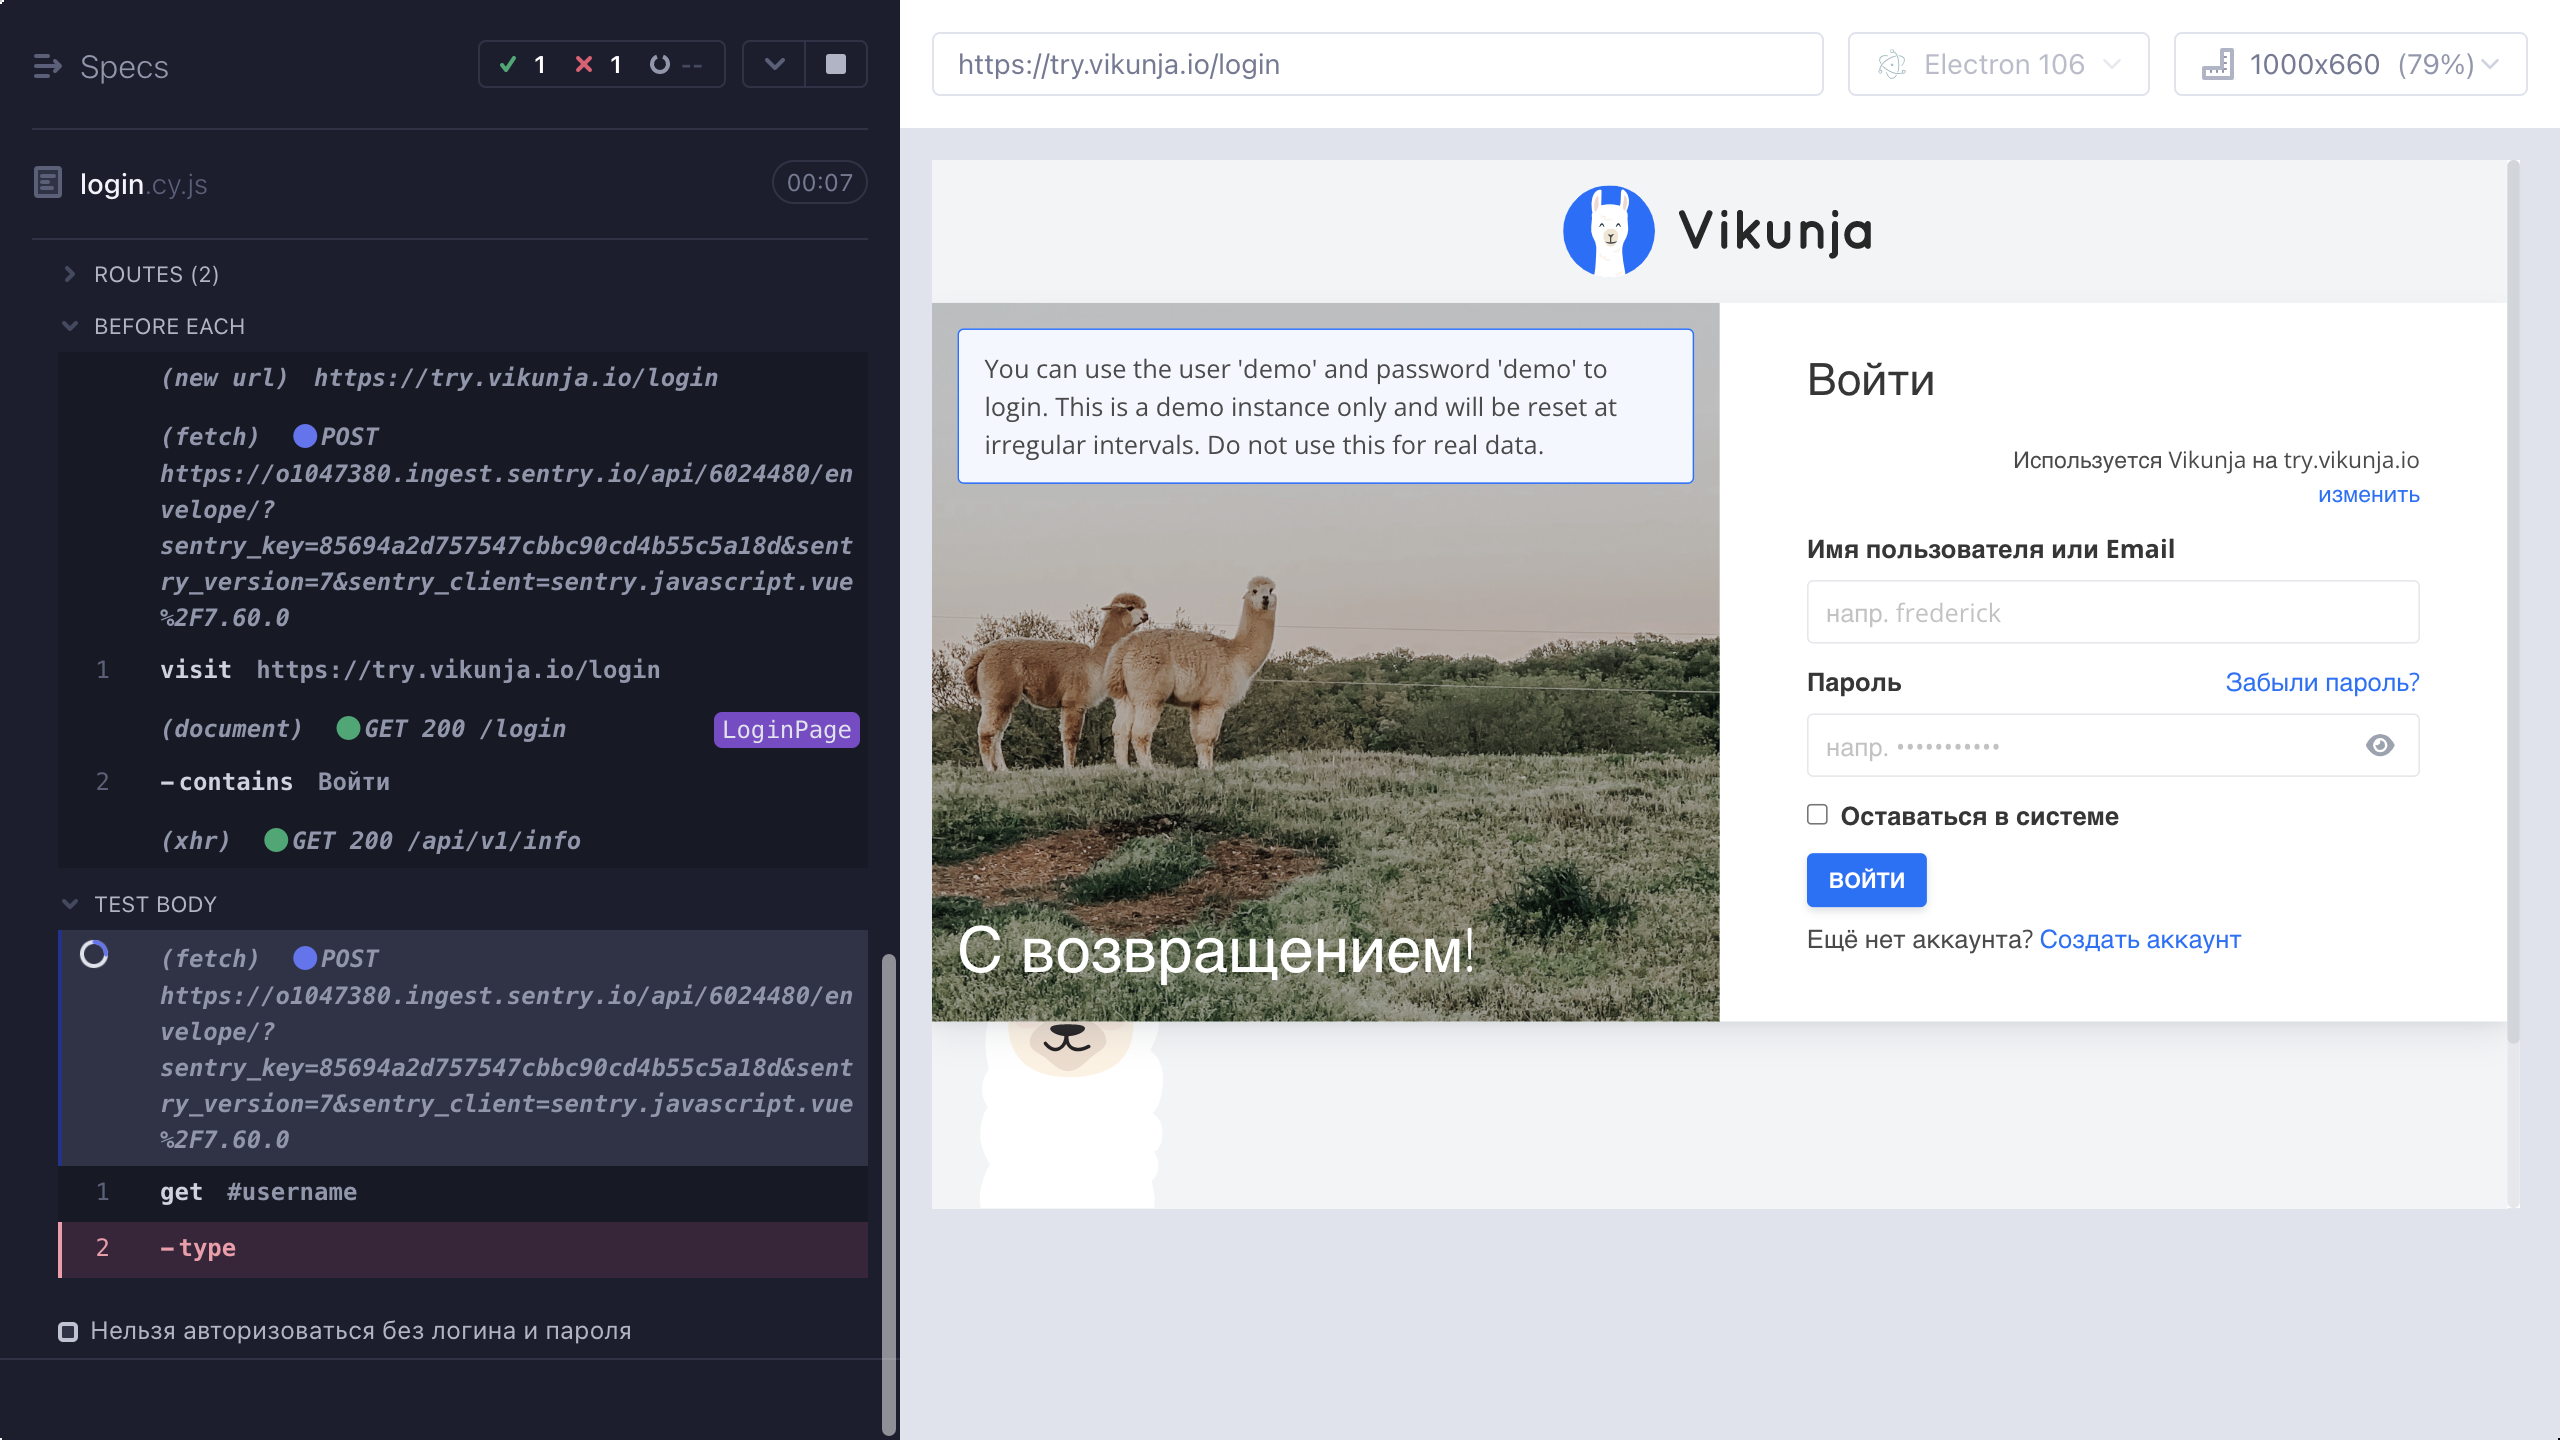 Specs
1 1 --
login.cy.js
00:07
ROUTES (2)
BEFORE EACH
(new url) https://try.vikunja.io/login
(fetch) POST
https://o1047380.ingest.sentry.io/api/6024480/en
velope/?
sentry_key=85694a2d757547cbbc90cd4b55c5a18d&sent
ry_version=7&sentry_client=sentry.javascript.vue
%2F7.60.0
1 visit https://try.vikunja.io/login
(document) GET 200 /login LoginPage
2 -contains Войти
(xhr) GET 200 /api/v1/info
TEST BODY
(fetch) POST
https://o1047380.ingest.sentry.io/api/6024480/en
velope/?
sentry_key=85694a2d757547cbbc90cd4b55c5a18d&sent
ry_version=7&sentry_client=sentry.javascript.vue
%2F7.60.0
1 get #username
2 -type
Нельзя авторизоваться без логина и пароля
https://try.vikunja.io/login
Electron 106
1000x660 (79%)
Vikunja
You can use the user 'demo' and password 'demo' to
login. This is a demo instance only and will be reset at
irregular intervals. Do not use this for real data.
С возвращением!
Войти
Используется Vikunja на try.vikunja.io
изменить
Имя пользователя или Email
напр. frederick
Пароль
Забыли пароль?
напр. •••••••••••
Оставаться в системе
ВОЙТИ
Ещё нет аккаунта? Создать аккаунт